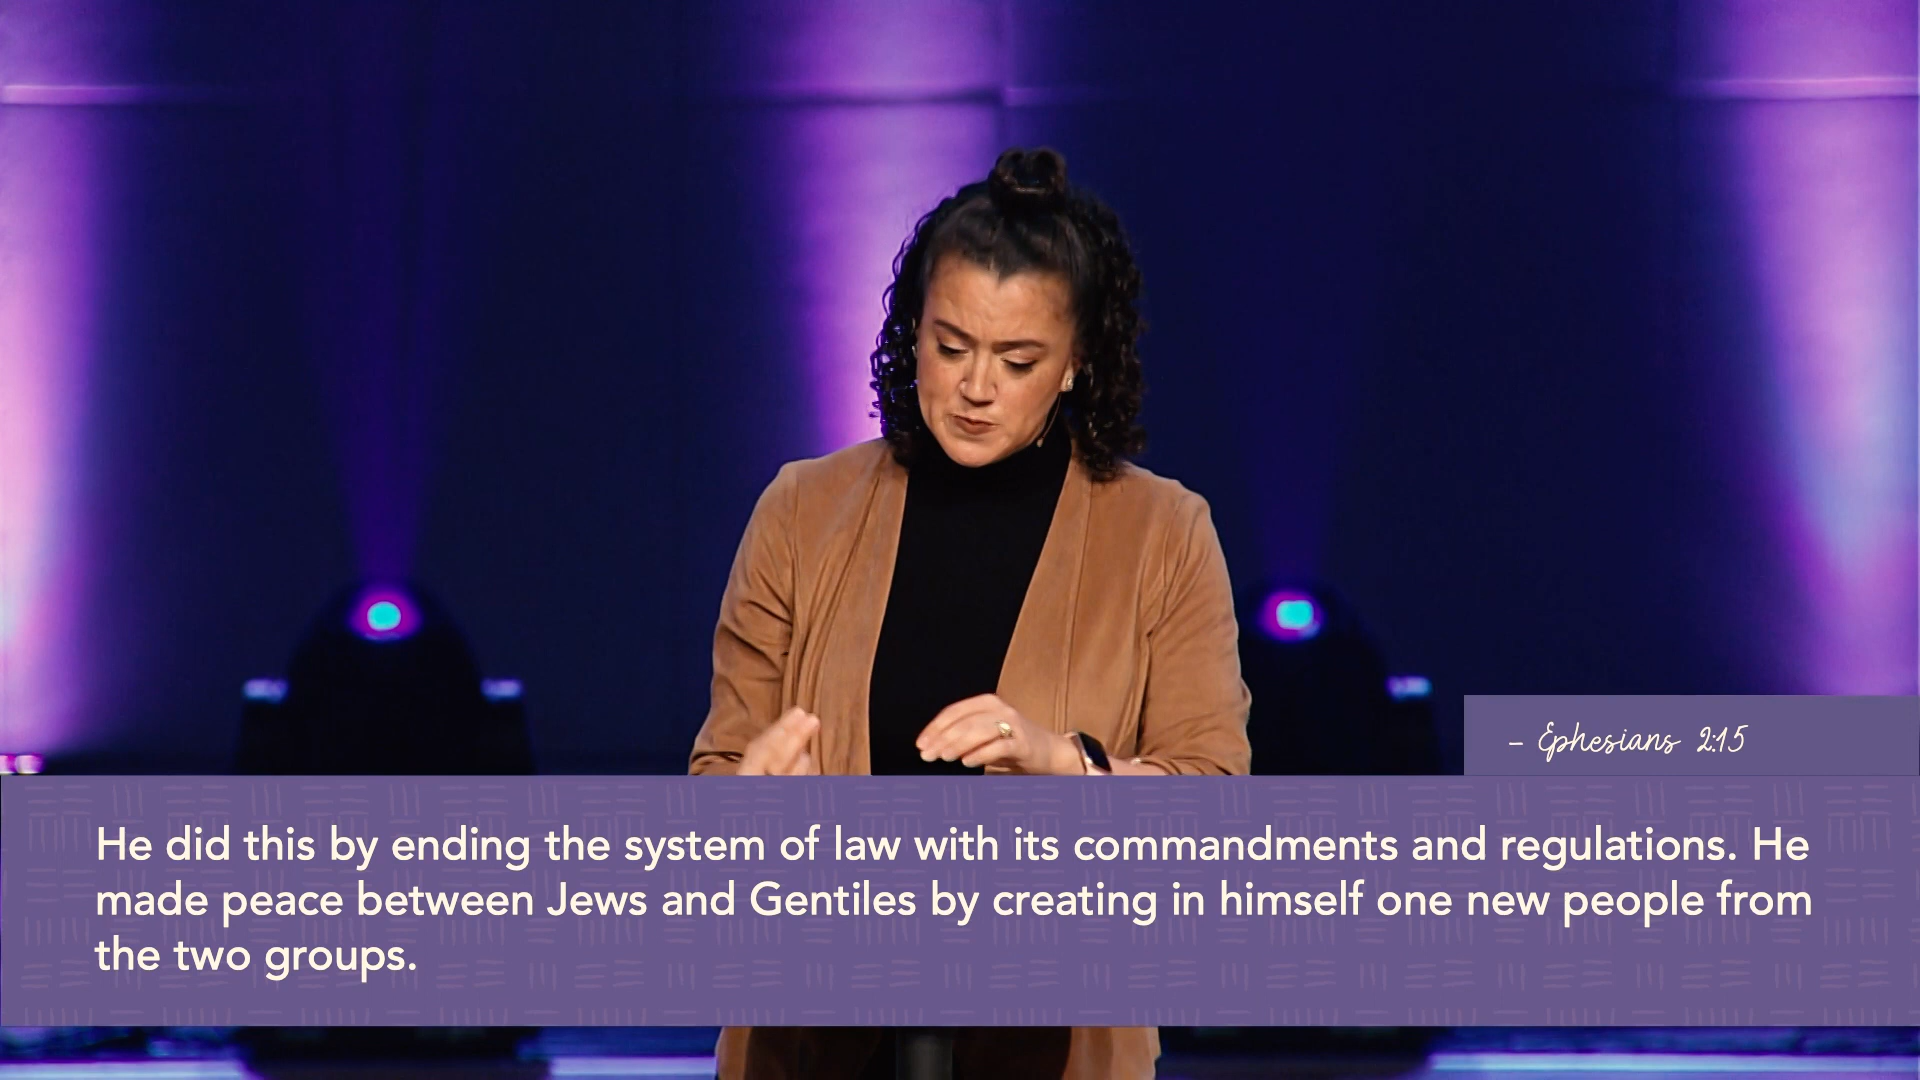 – Ephesians 2:15
He did this by ending the system of law with its commandments and regulations. He
made peace between Jews and Gentiles by creating in himself one new people from
the two groups.